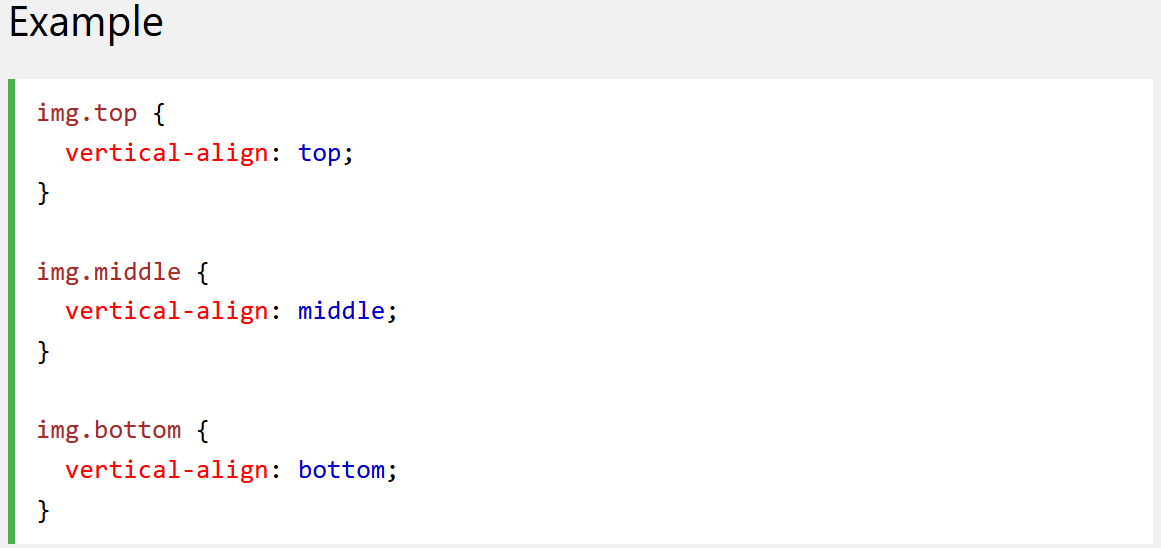 Example
img.top {
  vertical-align: top;
}
img.middle {
  vertical-align: middle;
}
img.bottom {
  vertical-align: bottom;
}